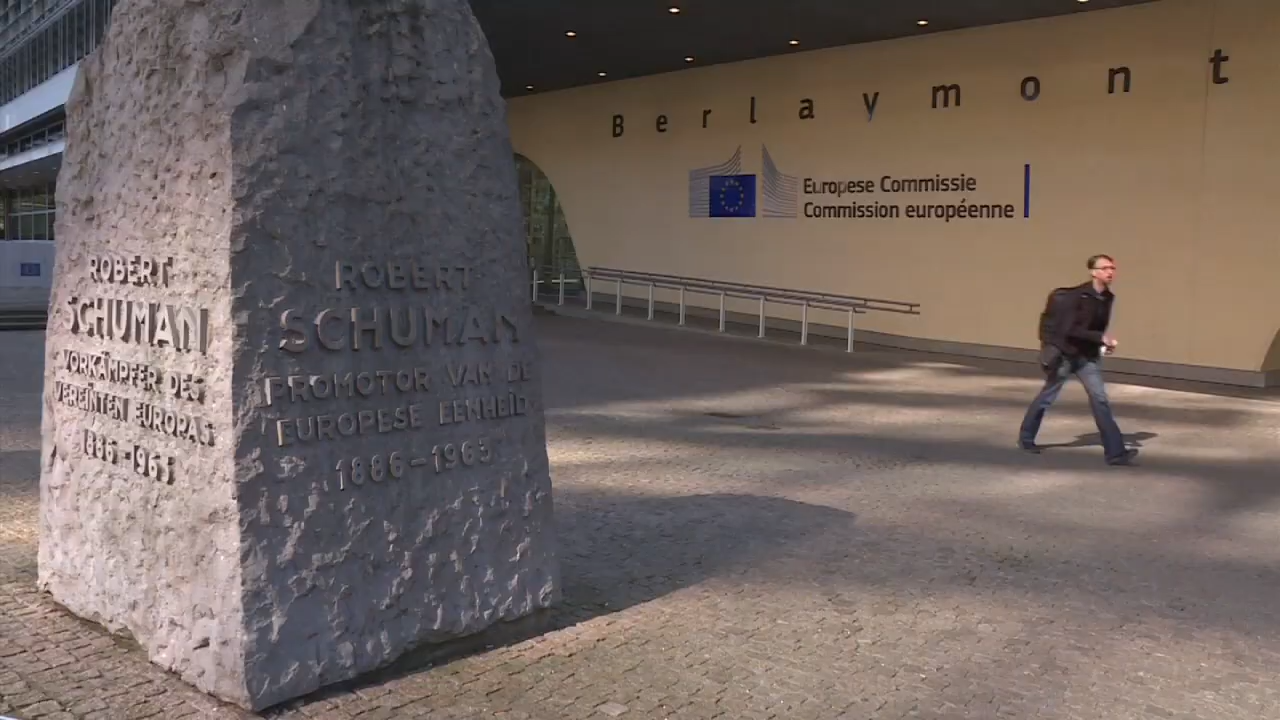 ROBERT
SCHUMAN
VORKÄMPFER DES
VEREINTEN EUROPAS
1886-1963
ROBERT
SCHUMAN
PROMOTOR VAN DE
EUROPESE EENHEID
1886-1963
Berlaymont
Europese Commissie
Commission européenne